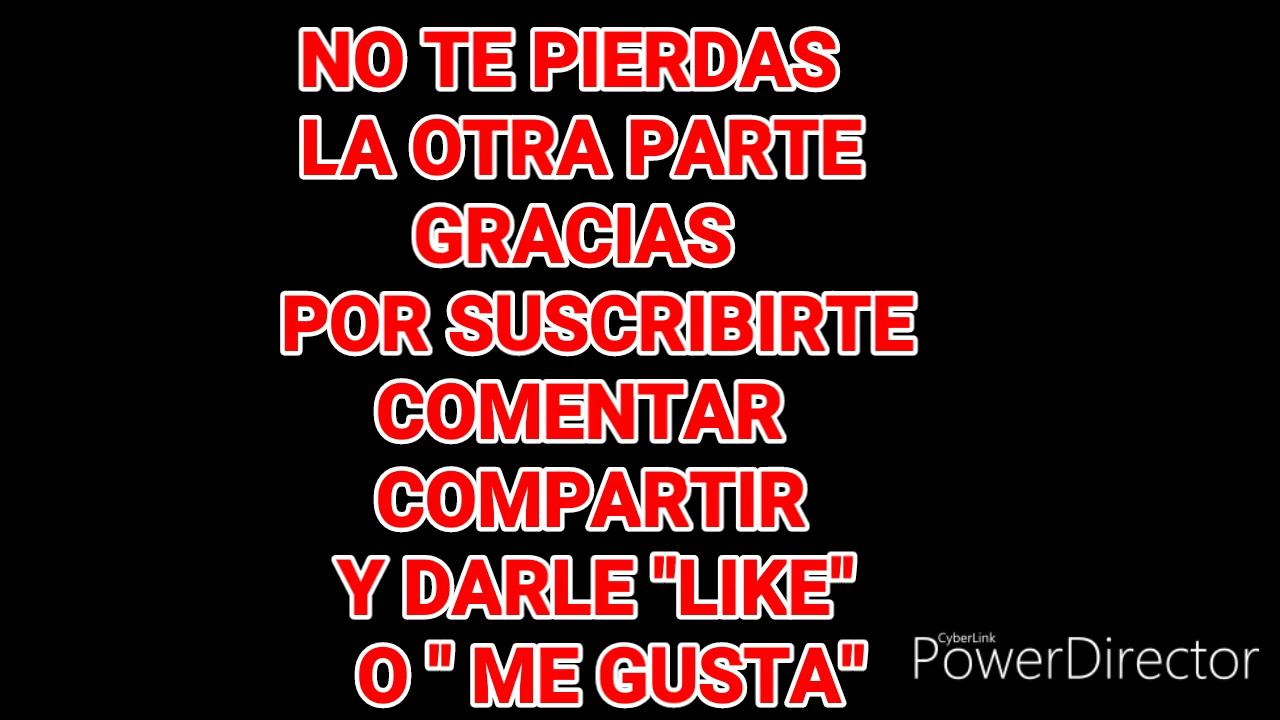 NO TE PIERDAS
LA OTRA PARTE
GRACIAS
POR SUSCRIBIRTE
COMENTAR
COMPARTIR
Y DARLE "LIKE"
O " ME GUSTA"
CyberLink
PowerDirector